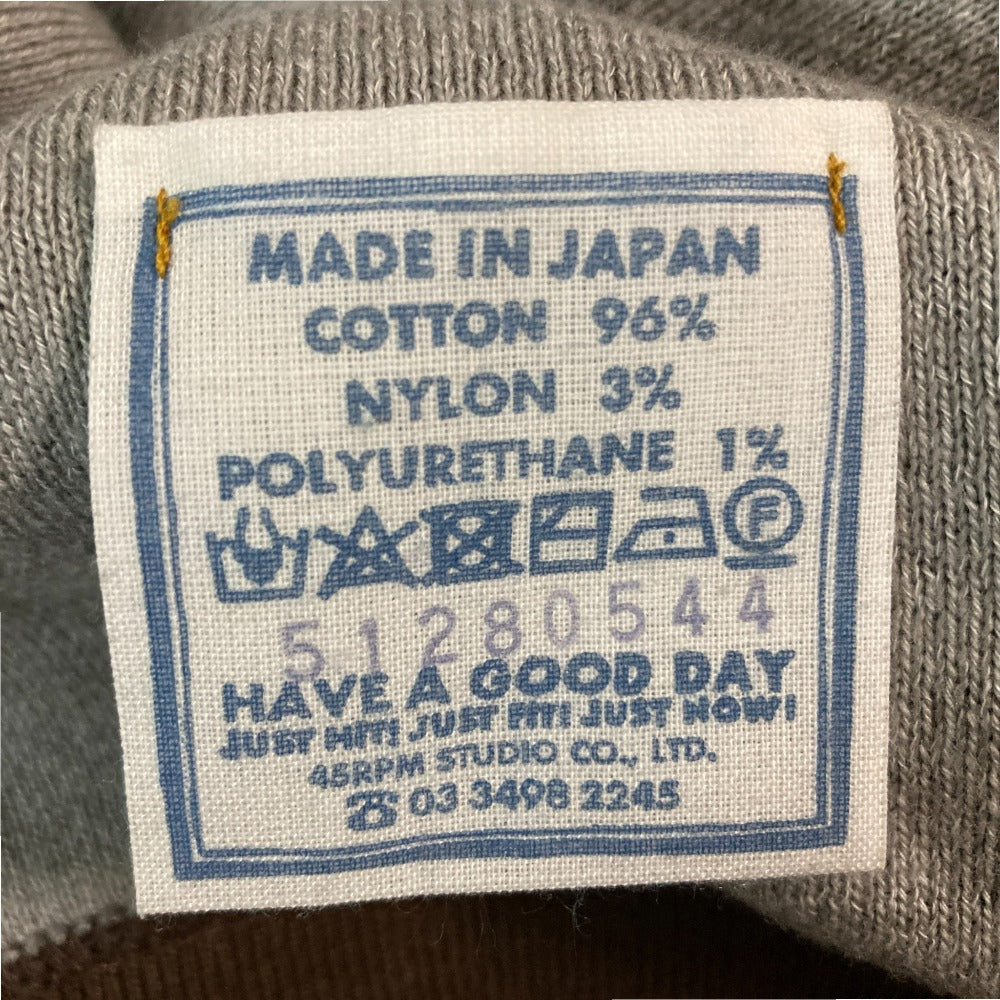 MADE IN JAPAN
COTTON 96%
NYLON 3%
POLYURETHANE 1%
F
51280544
HAVE A GOOD DAY
JUST HIT! JUST FIT! JUST NOW!
45RPM STUDIO CO., LTD.
☎ 03 3498 2245